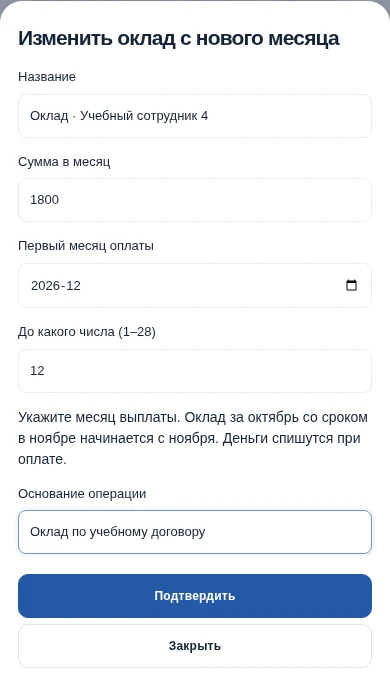 Изменить оклад с нового месяца
Название
Оклад · Учебный сотрудник 4
Сумма в месяц
1800
Первый месяц оплаты
2026-12
До какого числа (1–28)
12
Укажите месяц выплаты. Оклад за октябрь со сроком
в ноябре начинается с ноября. Деньги спишутся при
оплате.
Основание операции
Оклад по учебному договору
Подтвердить
Закрыть